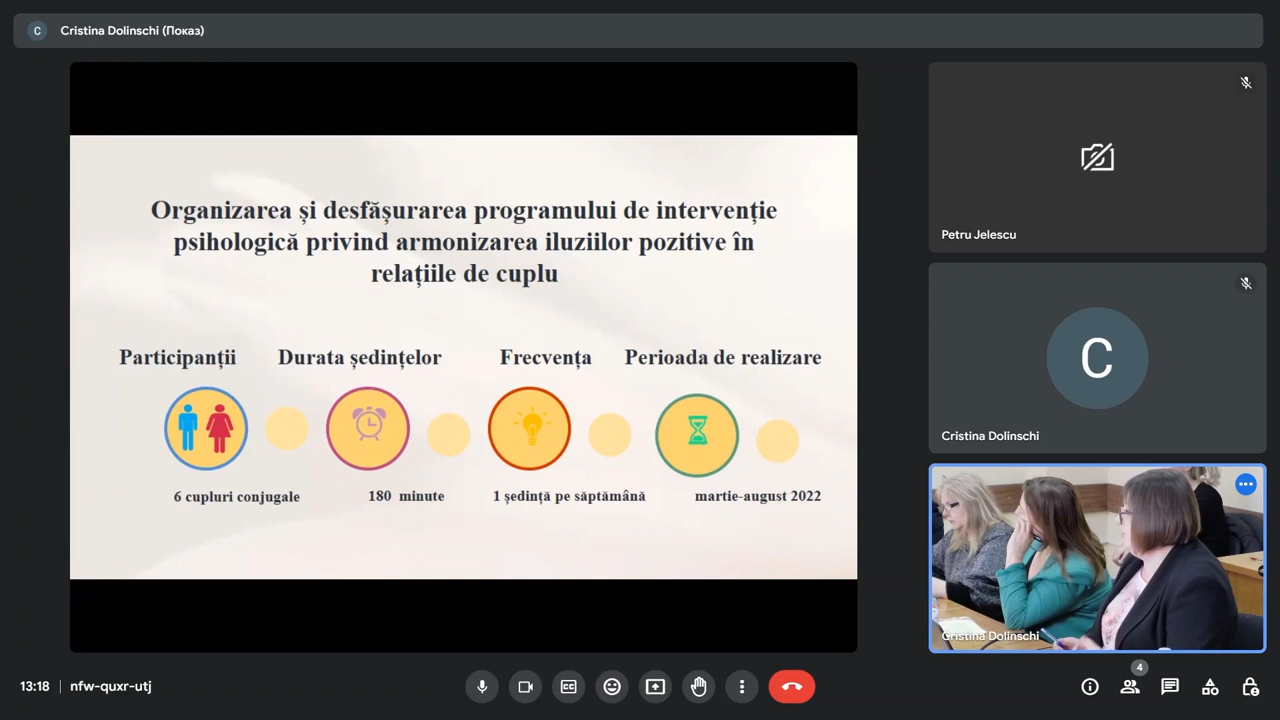 C Cristina Dolinschi (Показ)
Organizarea și desfășurarea programului de intervenție
psihologică privind armonizarea iluziilor pozitive în
relațiile de cuplu
Participanții Durata ședințelor Frecvența Perioada de realizare
6 cupluri conjugale 180 minute 1 ședință pe săptămână martie-august 2022
Petru Jelescu
C
Cristina Dolinschi
Cristina Dolinschi
13:18 nfw-quxr-utj
CC
4